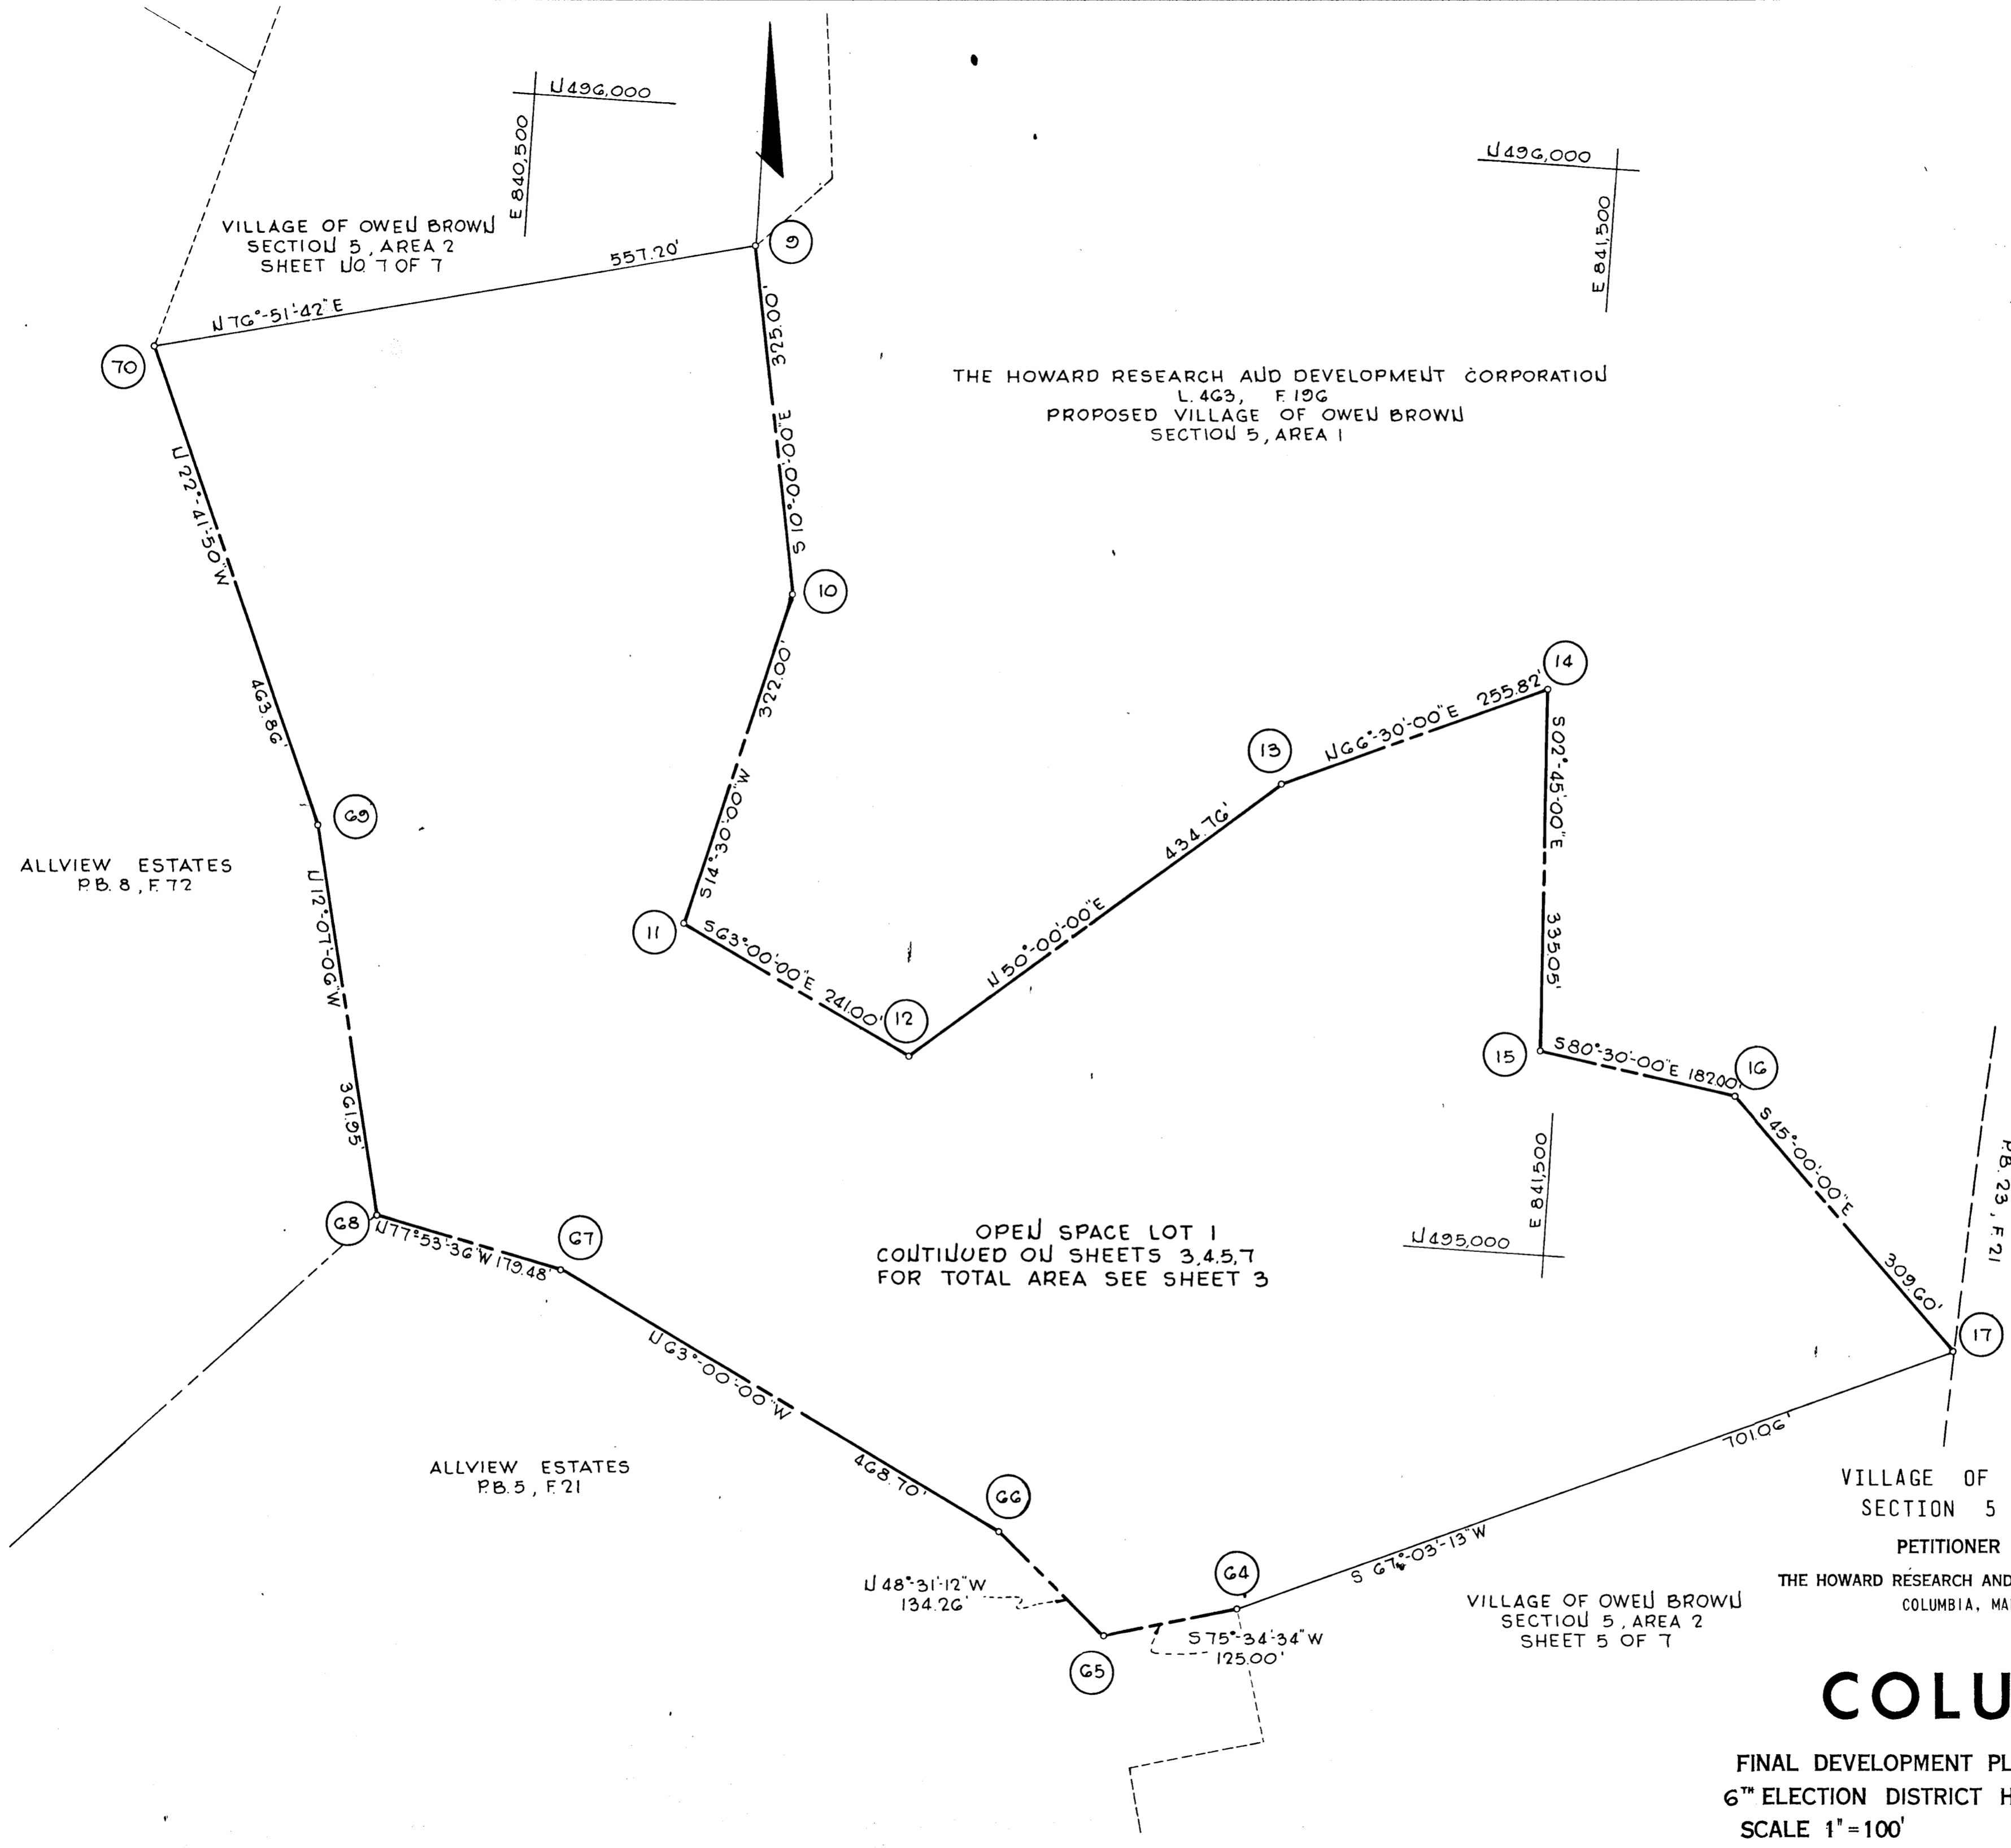 N496,000
E 840,500
N496,000
E 841,500
VILLAGE OF OWEN BROWN
SECTION 5, AREA 2
SHEET NO. 7 OF 7
557.20'
N76°-51'-42"E
9
70
325.00'
S 10°-00'-00"E
THE HOWARD RESEARCH AND DEVELOPMENT CORPORATION
L. 463, F. 196
PROPOSED VILLAGE OF OWEN BROWN
SECTION 5, AREA 1
N 22°-41'-50"W
463.86'
10
322.00'
S14°-30'-00"W
14
255.82'
N66°-30'-00"E
13
S02°-45'-00"E
335.05'
69
ALLVIEW ESTATES
P.B. 8, F. 72
N12°-07'-06"W
361.95'
434.76'
N 50°-00'-00"E
11
S63°-00'-00"E 241.00'
12
15
S80°-30'-00"E 182.00'
16
S45°-00'-00"E
309.60'
P.B. 23, F. 21
E 841,500
N495,000
68
N77°-53'-36"W 179.48'
67
OPEN SPACE LOT 1
CONTINUED ON SHEETS 3,4,5,7
FOR TOTAL AREA SEE SHEET 3
17
N63°-00'-00"W
468.70'
701.06'
ALLVIEW ESTATES
P.B. 5, F. 21
66
VILLAGE OF
SECTION 5
PETITIONER
THE HOWARD RESEARCH AND
COLUMBIA, MA
N 48°-31'-12"W
134.26'
64
S 67°-03'-13"W
VILLAGE OF OWEN BROWN
SECTION 5, AREA 2
SHEET 5 OF 7
S75°-34'-34"W
125.00'
65
COLU
FINAL DEVELOPMENT PL
6TH ELECTION DISTRICT H
SCALE 1"=100'